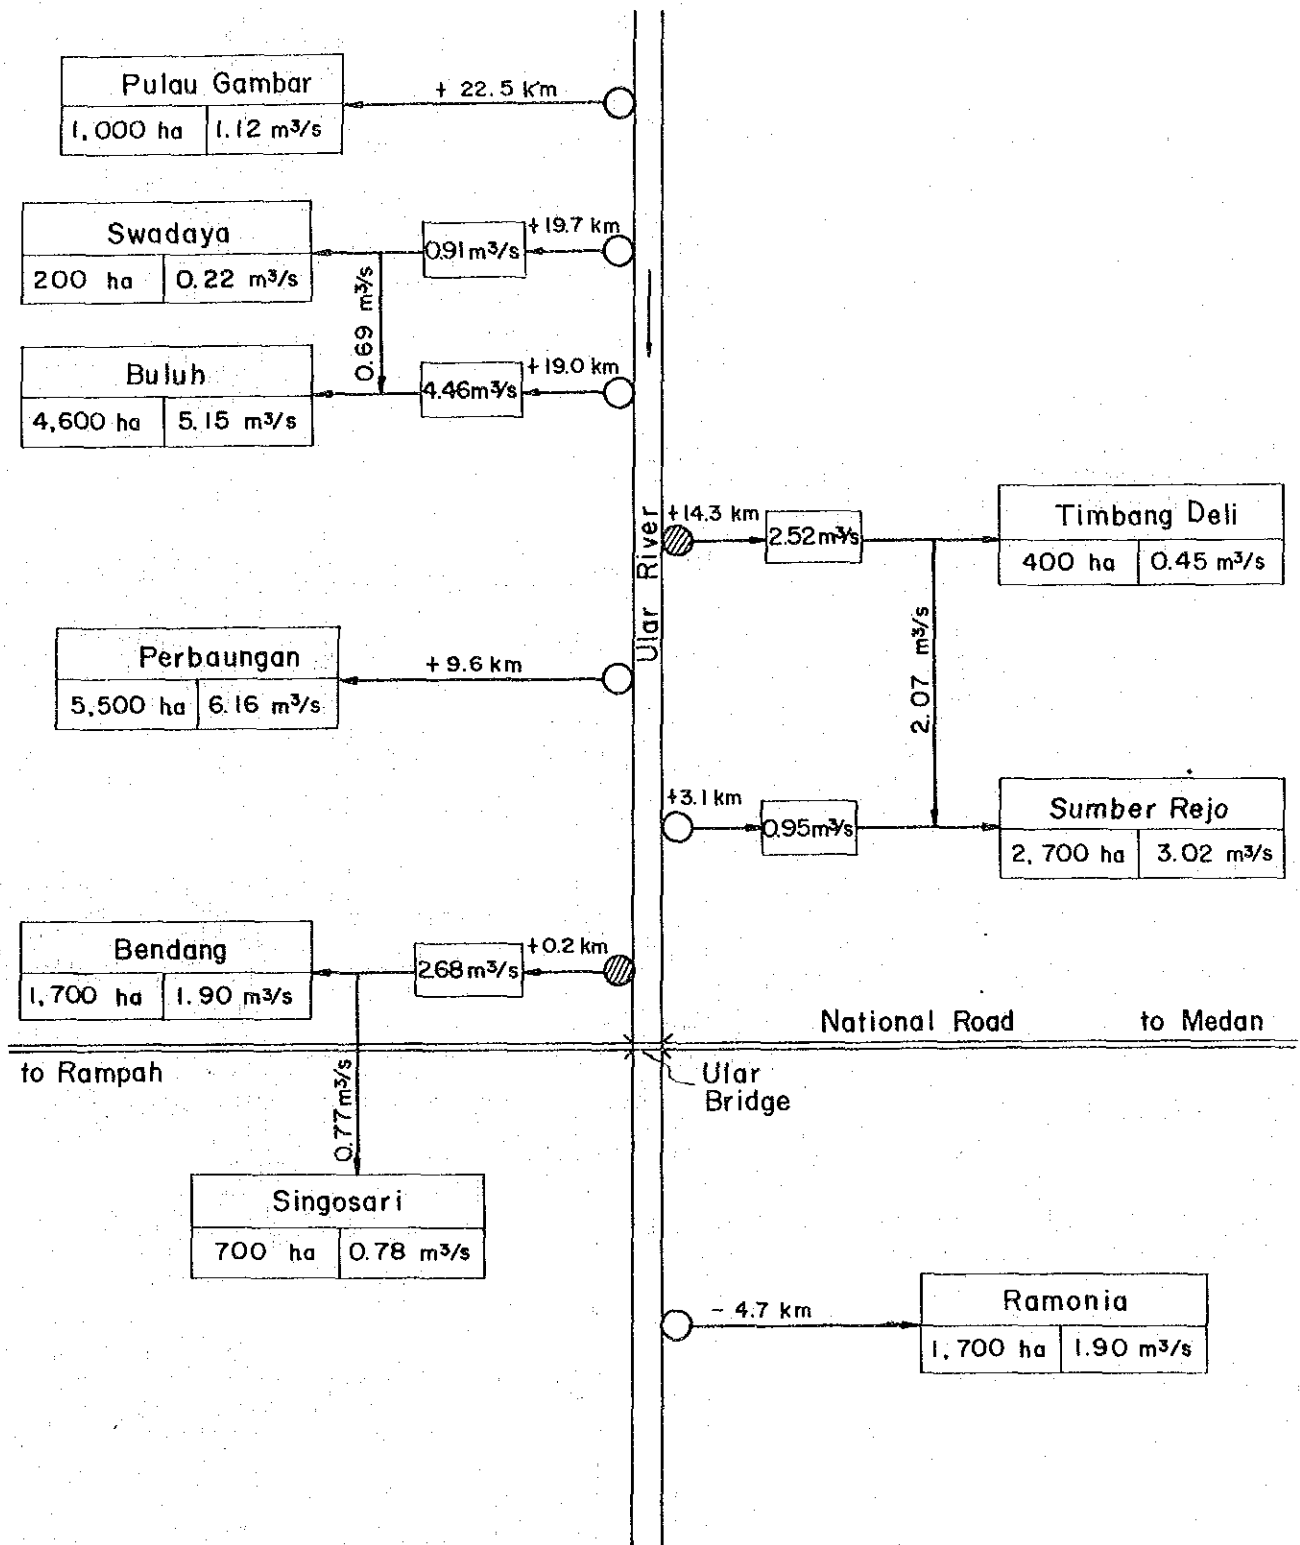 Pulau Gambar
1,000 ha
1.12 m³/s
+ 22.5 km
Swadaya
200 ha
0.22 m³/s
0.91 m³/s
+19.7 km
0.69 m³/s
Buluh
4,600 ha
5.15 m³/s
4.46 m³/s
+19.0 km
Ular River
+14.3 km
2.52 m³/s
Timbang Deli
400 ha
0.45 m³/s
2.07 m³/s
Perbaungan
5,500 ha
6.16 m³/s
+ 9.6 km
+3.1 km
0.95 m³/s
Sumber Rejo
2,700 ha
3.02 m³/s
Bendang
1,700 ha
1.90 m³/s
2.68 m³/s
+0.2 km
National Road
to Medan
to Rampah
Ular
Bridge
0.77 m³/s
Singosari
700 ha
0.78 m³/s
- 4.7 km
Ramonia
1,700 ha
1.90 m³/s